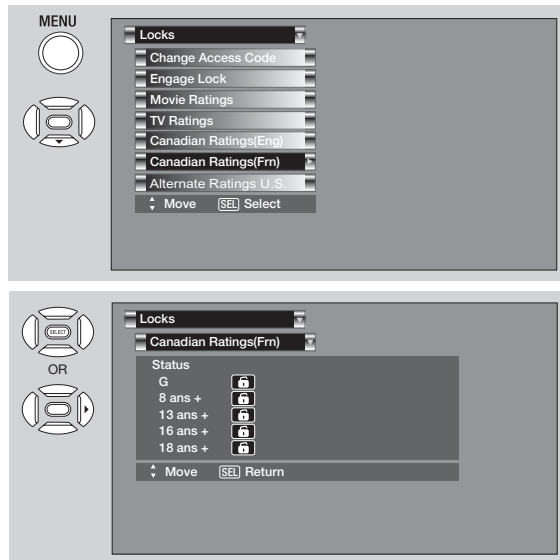 MENU
Locks
Change Access Code
Engage Lock
Movie Ratings
TV Ratings
Canadian Ratings(Eng)
Canadian Ratings(Frn)
Alternate Ratings U.S.
Move SEL Select
SELECT
OR
Locks
Canadian Ratings(Frn)
Status
G
8 ans +
13 ans +
16 ans +
18 ans +
Move SEL Return